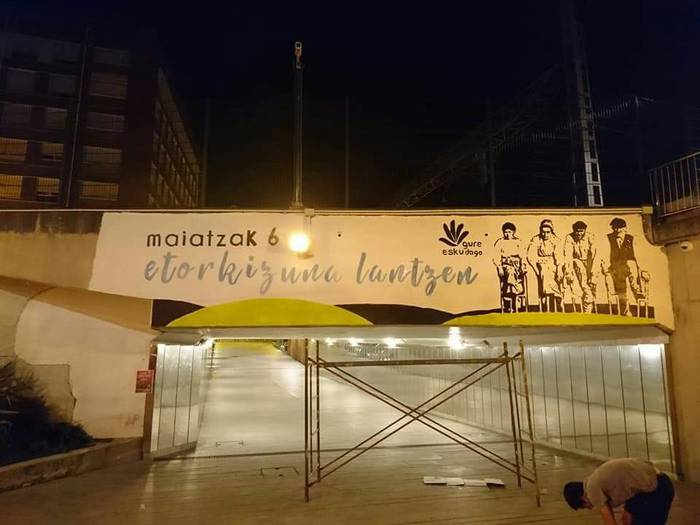 maiatzak 6
etorkizuna lantzen
gure
esku dago